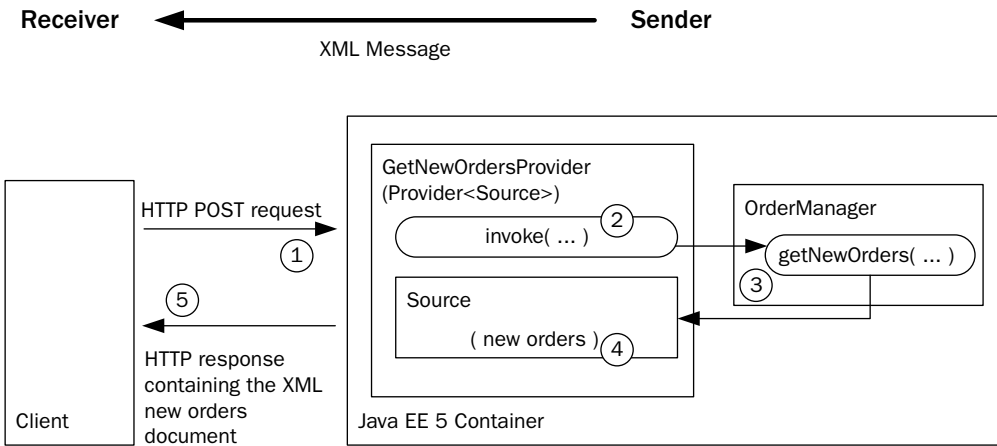 Receiver
Sender
XML Message
GetNewOrdersProvider
(Provider<Source>)
HTTP POST request
1
invoke( ... )
2
OrderManager
getNewOrders( ... )
3
5
Source
( new orders )
4
HTTP response
containing the XML
new orders
document
Client
Java EE 5 Container